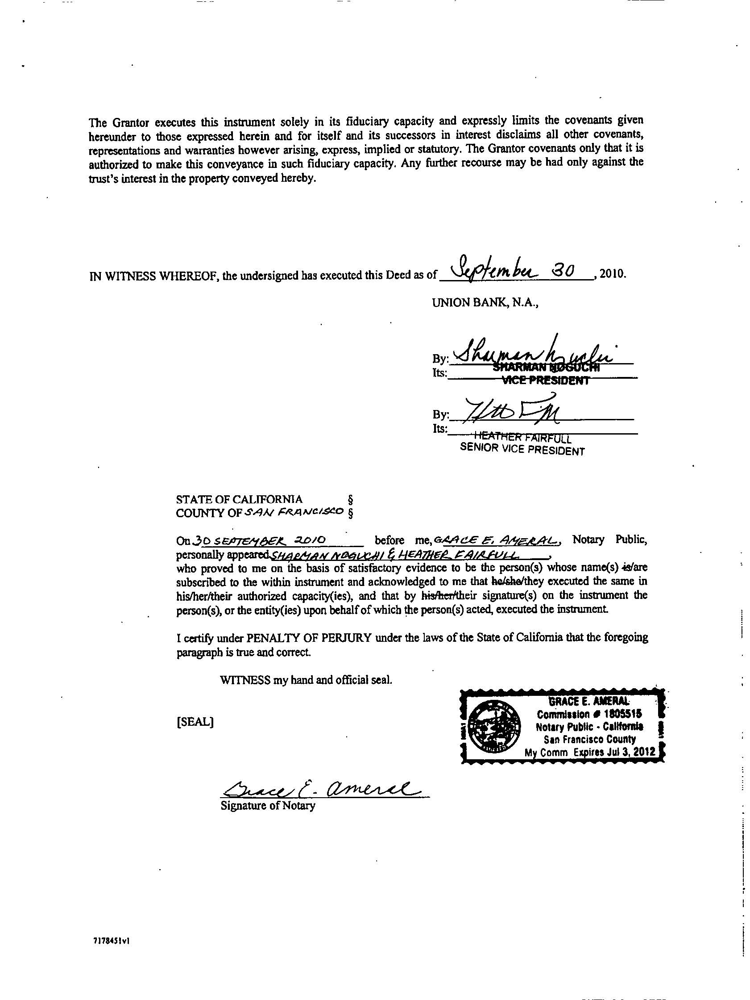 The Grantor executes this instrument solely in its fiduciary capacity and expressly limits the covenants given
hereunder to those expressed herein and for itself and its successors in interest disclaims all other covenants,
representations and warranties however arising, express, implied or statutory. The Grantor covenants only that it is
authorized to make this conveyance in such fiduciary capacity. Any further recourse may be had only against the
trust's interest in the property conveyed hereby.
IN WITNESS WHEREOF, the undersigned has executed this Deed as of September 30, 2010.
UNION BANK, N.A.,
By: Sharman Noguchi
SHARMAN NOGUCHI
Its:
VICE PRESIDENT
By:
Its:
HEATHER FAIRFULL
SENIOR VICE PRESIDENT
STATE OF CALIFORNIA §
COUNTY OF SAN FRANCISCO §
On 30 SEPTEMBER 2010 before me, GRACE E. AMERAL, Notary Public,
personally appeared SHARMAN NOGUCHI & HEATHER FAIRFULL,
who proved to me on the basis of satisfactory evidence to be the person(s) whose name(s) is/are
subscribed to the within instrument and acknowledged to me that he/she/they executed the same in
his/her/their authorized capacity(ies), and that by his/her/their signature(s) on the instrument the
person(s), or the entity(ies) upon behalf of which the person(s) acted, executed the instrument.
I certify under PENALTY OF PERJURY under the laws of the State of California that the foregoing
paragraph is true and correct.
WITNESS my hand and official seal.
[SEAL]
GRACE E. AMERAL
Commission # 1805515
Notary Public - California
San Francisco County
My Comm Expires Jul 3, 2012
Grace E. Ameral
Signature of Notary
7178451v1